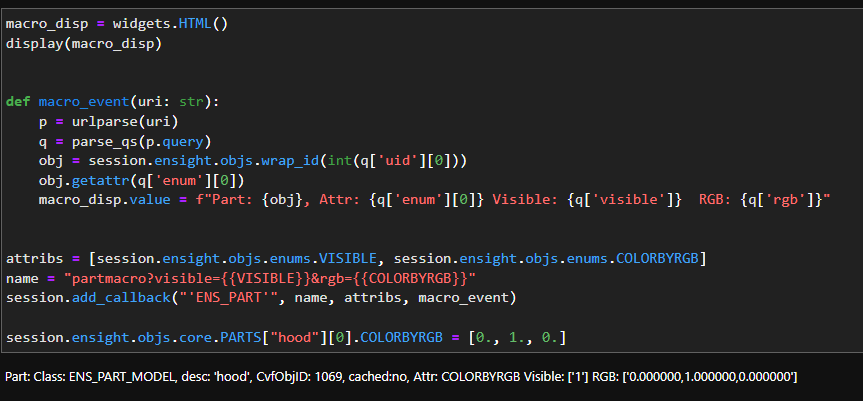 macro_disp = widgets.HTML()
display(macro_disp)
def macro_event(uri: str):
    p = urlparse(uri)
    q = parse_qs(p.query)
    obj = session.ensight.objs.wrap_id(int(q['uid'][0]))
    obj.getattr(q['enum'][0])
    macro_disp.value = f"Part: {obj}, Attr: {q['enum'][0]} Visible: {q['visible']}  RGB: {q['rgb']}"
attribs = [session.ensight.objs.enums.VISIBLE, session.ensight.objs.enums.COLORBYRGB]
name = "partmacro?visible={{VISIBLE}}&rgb={{COLORBYRGB}}"
session.add_callback("'ENS_PART'", name, attribs, macro_event)
session.ensight.objs.core.PARTS["hood"][0].COLORBYRGB = [0., 1., 0.]
Part: Class: ENS_PART_MODEL, desc: 'hood', CvfObjID: 1069, cached:no, Attr: COLORBYRGB Visible: ['1'] RGB: ['0.000000,1.000000,0.000000']